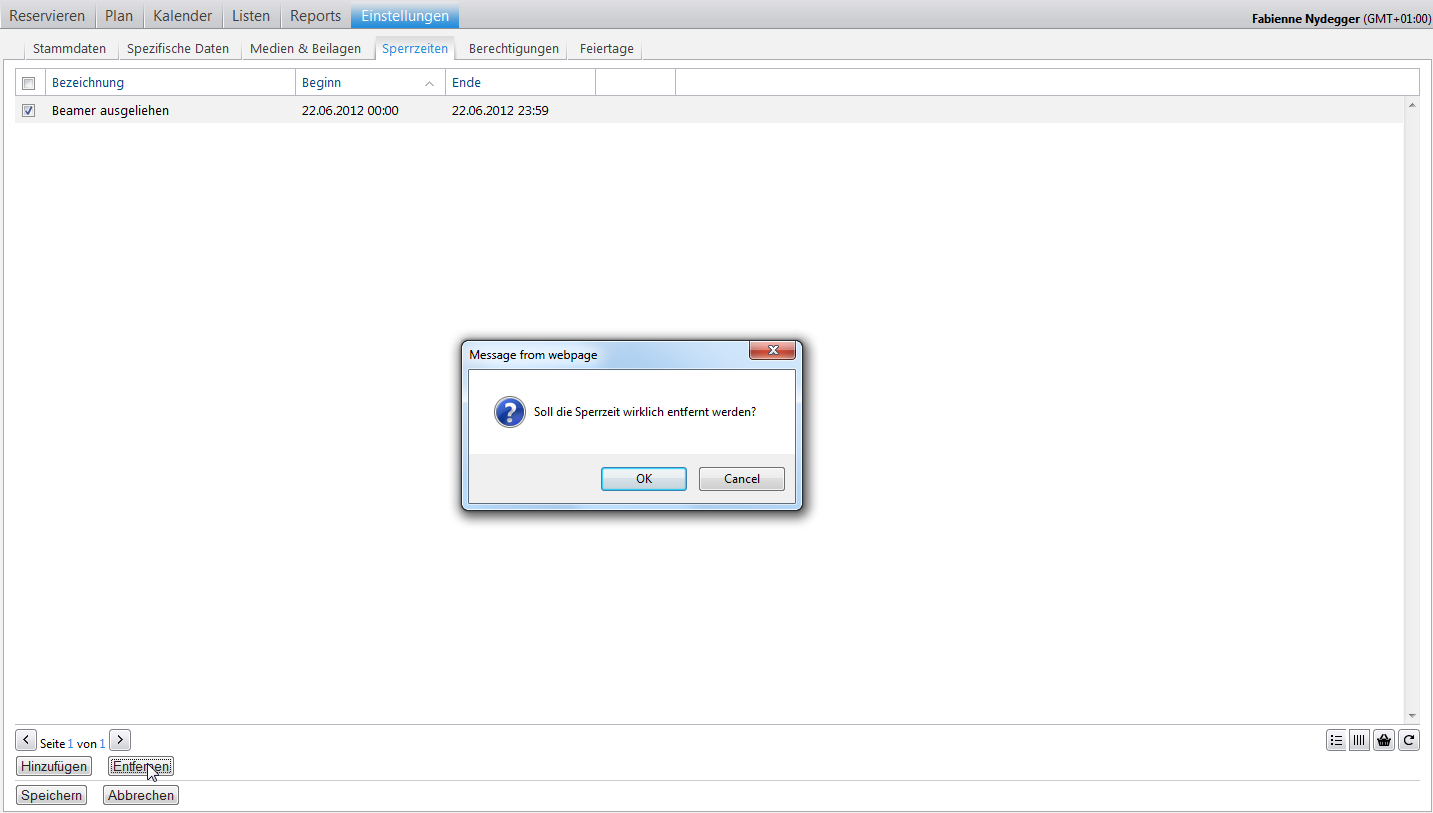 Reservieren Plan Kalender Listen Reports Einstellungen Fabienne Nydegger (GMT+01:00)
Stammdaten Spezifische Daten Medien & Beilagen Sperrzeiten Berechtigungen Feiertage
Bezeichnung Beginn Ende
Beamer ausgeliehen 22.06.2012 00:00 22.06.2012 23:59
Message from webpage
Soll die Sperrzeit wirklich entfernt werden?
OK Cancel
Seite 1 von 1
Hinzufügen Entfernen
Speichern Abbrechen